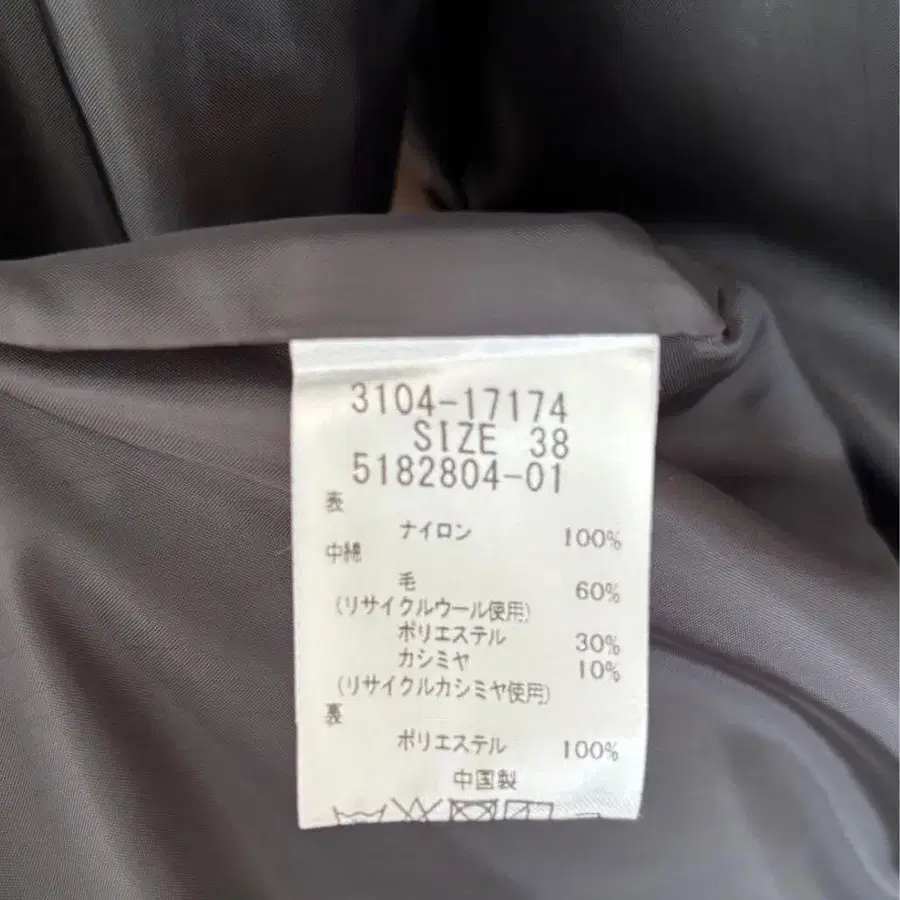 3104-17174
SIZE 38
5182804-01
表
ナイロン 100%
中綿
毛 60%
(リサイクルウール使用)
ポリエステル 30%
カシミヤ 10%
(リサイクルカシミヤ使用)
裏
ポリエステル 100%
中国製